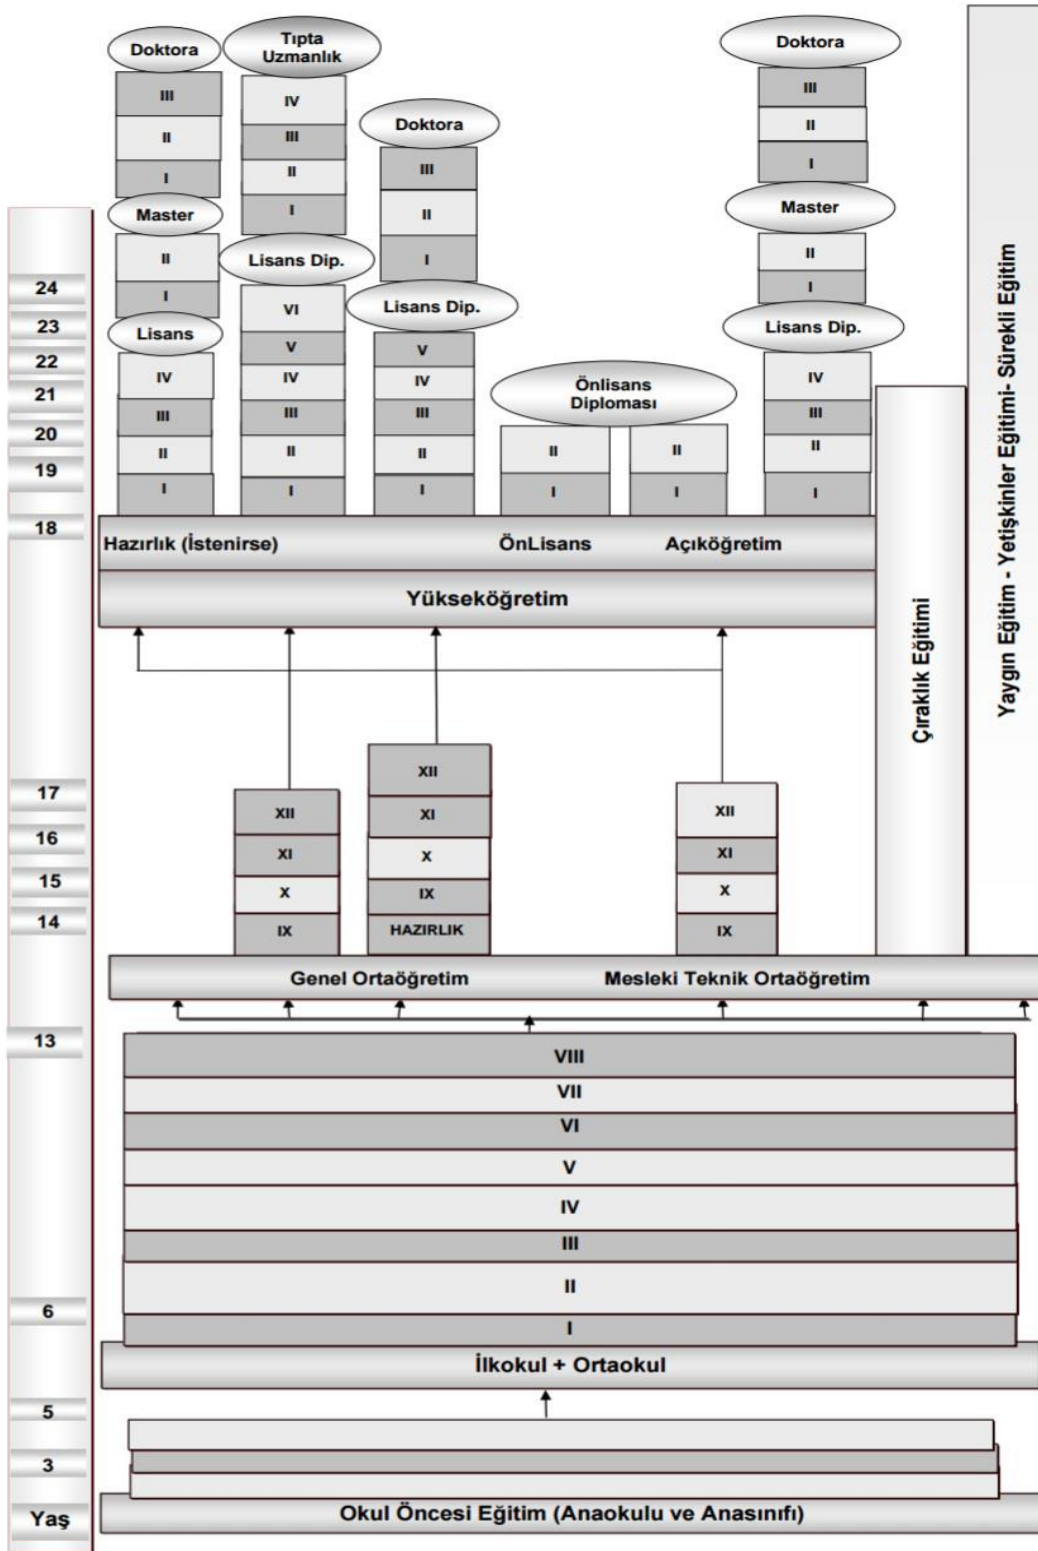 Doktora
III
II
I
Master
II
I
Lisans
IV
III
II
I
Tıpta
Uzmanlık
IV
III
II
I
Lisans Dip.
VI
V
IV
III
II
I
Doktora
III
II
I
Lisans Dip.
V
IV
III
II
I
Önlisans
Diploması
II
I
II
I
Doktora
III
II
I
Master
II
I
Lisans Dip.
IV
III
II
I
24
23
22
21
20
19
18
Hazırlık (İstenirse) ÖnLisans Açıköğretim
Yükseköğretim
Çıraklık Eğitimi
Yaygın Eğitim - Yetişkinler Eğitimi- Sürekli Eğitim
17
16
15
14
XII
XI
X
IX
XII
XI
X
IX
HAZIRLIK
XII
XI
X
IX
Genel Ortaöğretim Mesleki Teknik Ortaöğretim
13
VIII
VII
VI
V
IV
III
II
6
I
İlkokul + Ortaokul
5
3
Yaş
Okul Öncesi Eğitim (Anaokulu ve Anasınıfı)